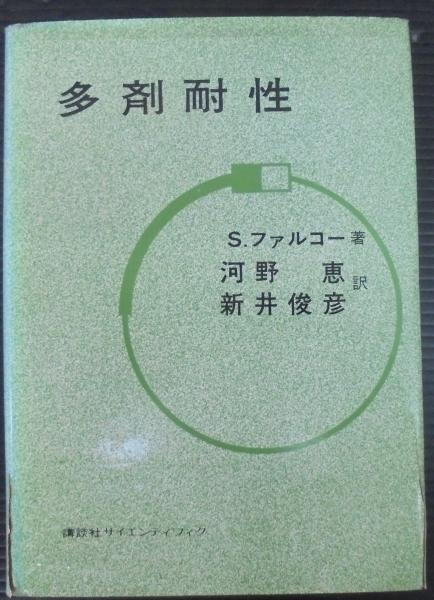 多剤耐性
S.ファルコー著
河野 恵
新井俊彦 訳
講談社サイエンティフィク